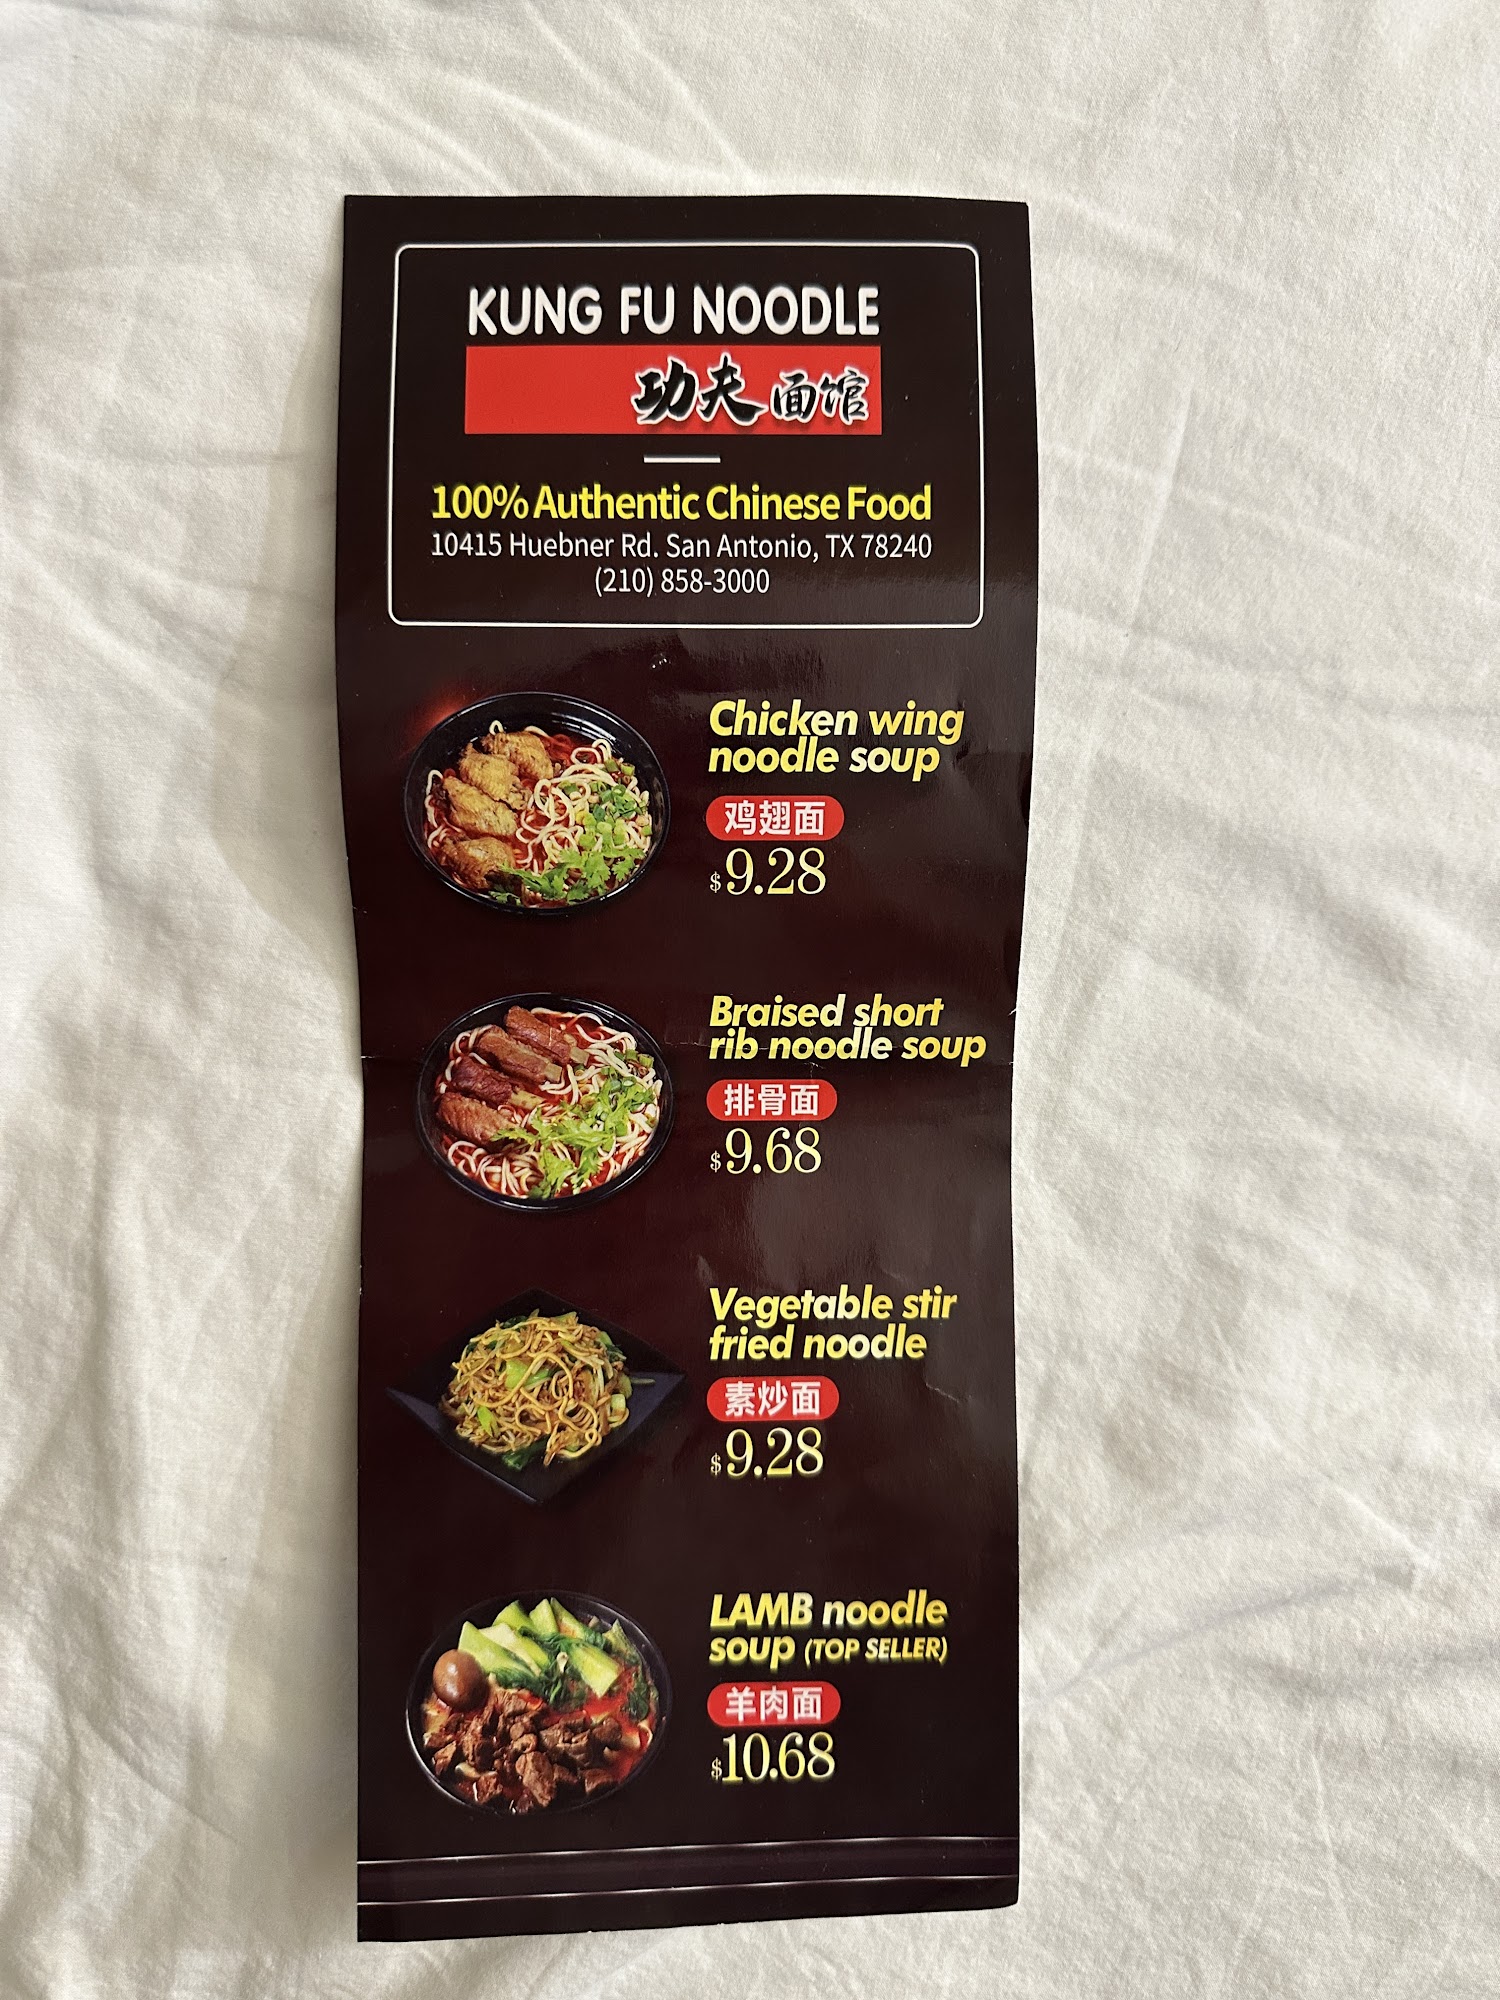 KUNG FU NOODLE
功夫面馆
100% Authentic Chinese Food
10415 Huebner Rd. San Antonio, TX 78240
(210) 858-3000
Chicken wing
noodle soup
鸡翅面
$9.28
Braised short
rib noodle soup
排骨面
$9.68
Vegetable stir
fried noodle
素炒面
$9.28
LAMB noodle
soup (TOP SELLER)
羊肉面
$10.68